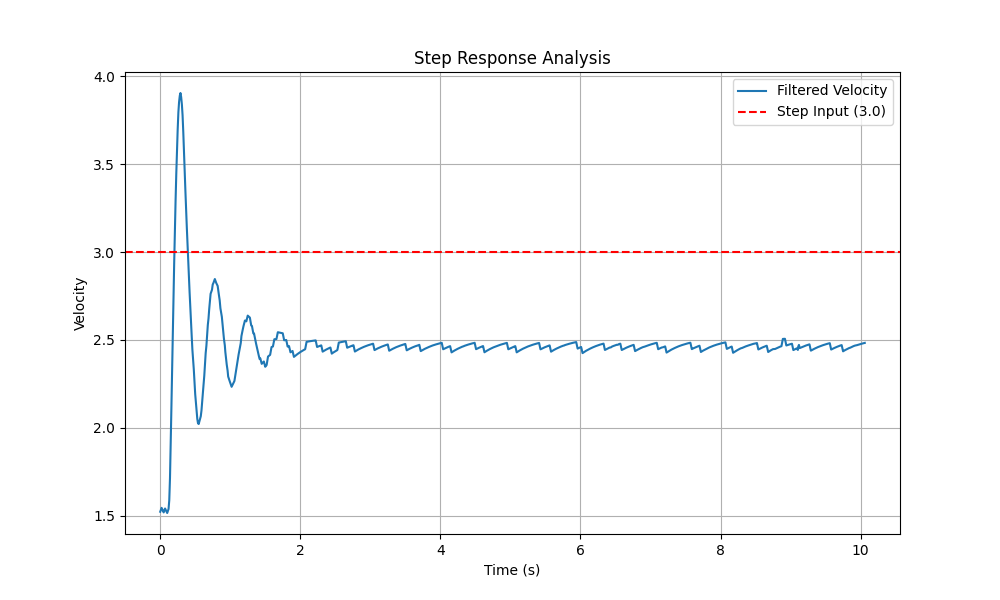 Step Response Analysis
Filtered Velocity
Step Input (3.0)
Velocity
4.0
3.5
3.0
2.5
2.0
1.5
0
2
4
6
8
10
Time (s)